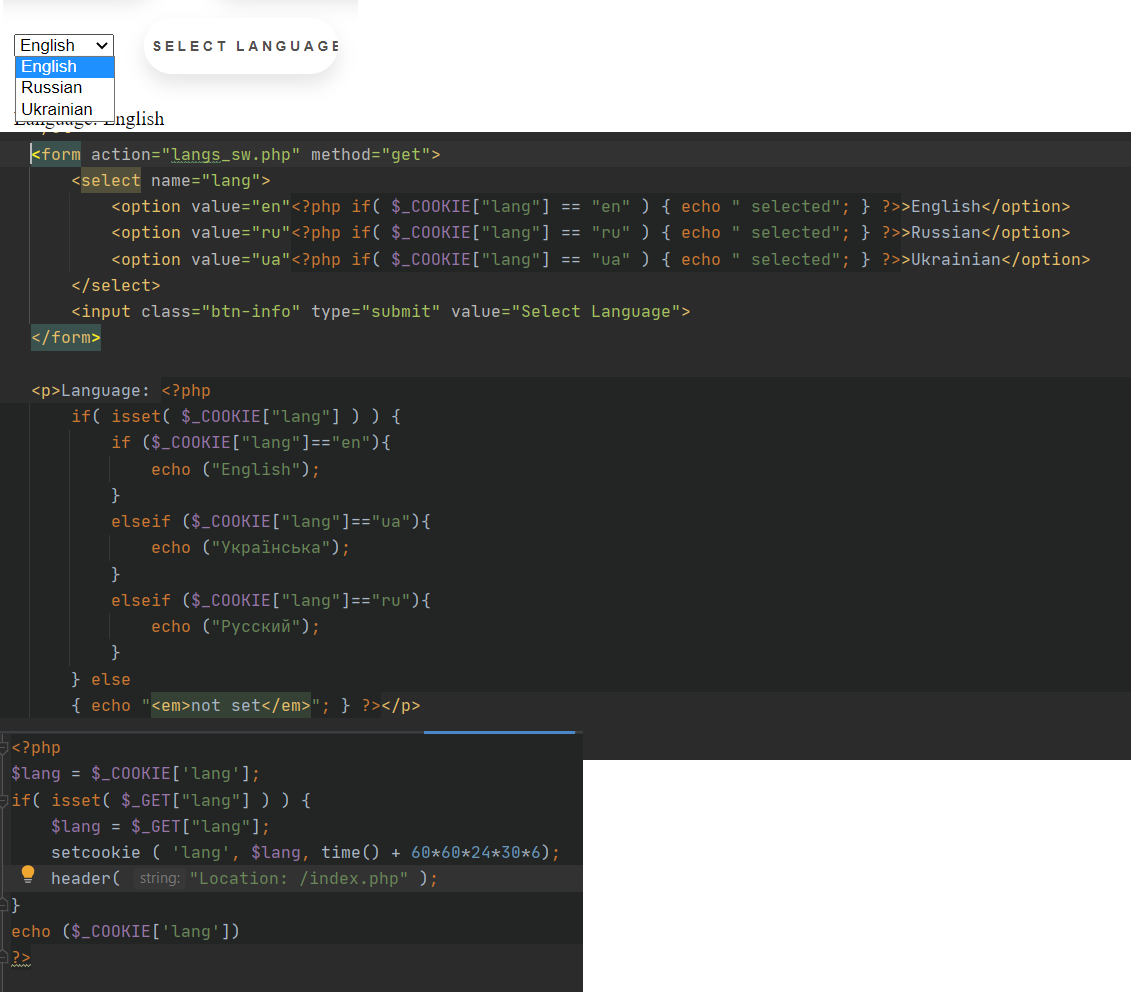 English
SELECT LANGUAGE
English
Russian
Ukrainian
Language: English
<form action="langs_sw.php" method="get">
<select name="lang">
<option value="en"<?php if( $_COOKIE["lang"] == "en" ) { echo " selected"; } ?>>English</option>
<option value="ru"<?php if( $_COOKIE["lang"] == "ru" ) { echo " selected"; } ?>>Russian</option>
<option value="ua"<?php if( $_COOKIE["lang"] == "ua" ) { echo " selected"; } ?>>Ukrainian</option>
</select>
<input class="btn-info" type="submit" value="Select Language">
</form>
<p>Language: <?php
if( isset( $_COOKIE["lang"] ) ) {
if ($_COOKIE["lang"]=="en"){
echo ("English");
}
elseif ($_COOKIE["lang"]=="ua"){
echo ("Українська");
}
elseif ($_COOKIE["lang"]=="ru"){
echo ("Русский");
}
} else
{ echo "<em>not set</em>"; } ?></p>
<?php
$lang = $_COOKIE['lang'];
if( isset( $_GET["lang"] ) ) {
$lang = $_GET["lang"];
setcookie ( 'lang', $lang, time() + 60*60*24*30*6);
header( string: "Location: /index.php" );
}
echo ($_COOKIE['lang'])
?>